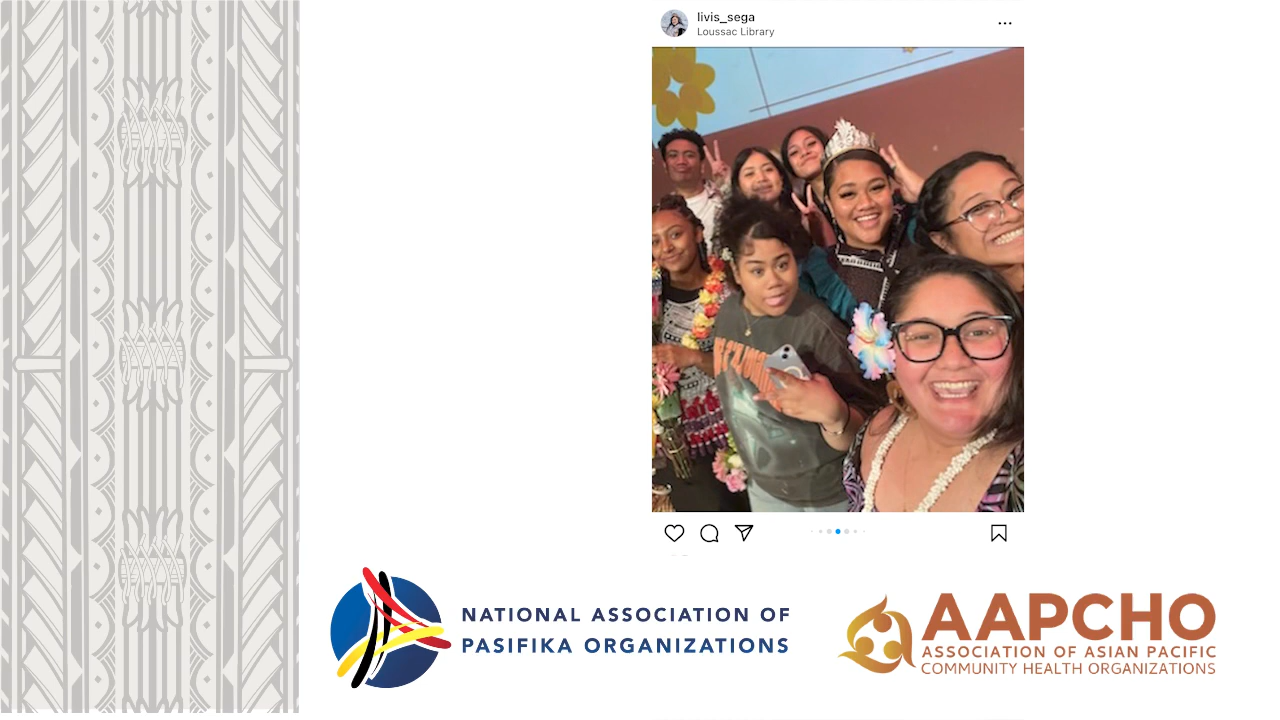 livis_sega
Loussac Library
NATIONAL ASSOCIATION OF
PASIFIKA ORGANIZATIONS
AAPCHO
ASSOCIATION OF ASIAN PACIFIC
COMMUNITY HEALTH ORGANIZATIONS